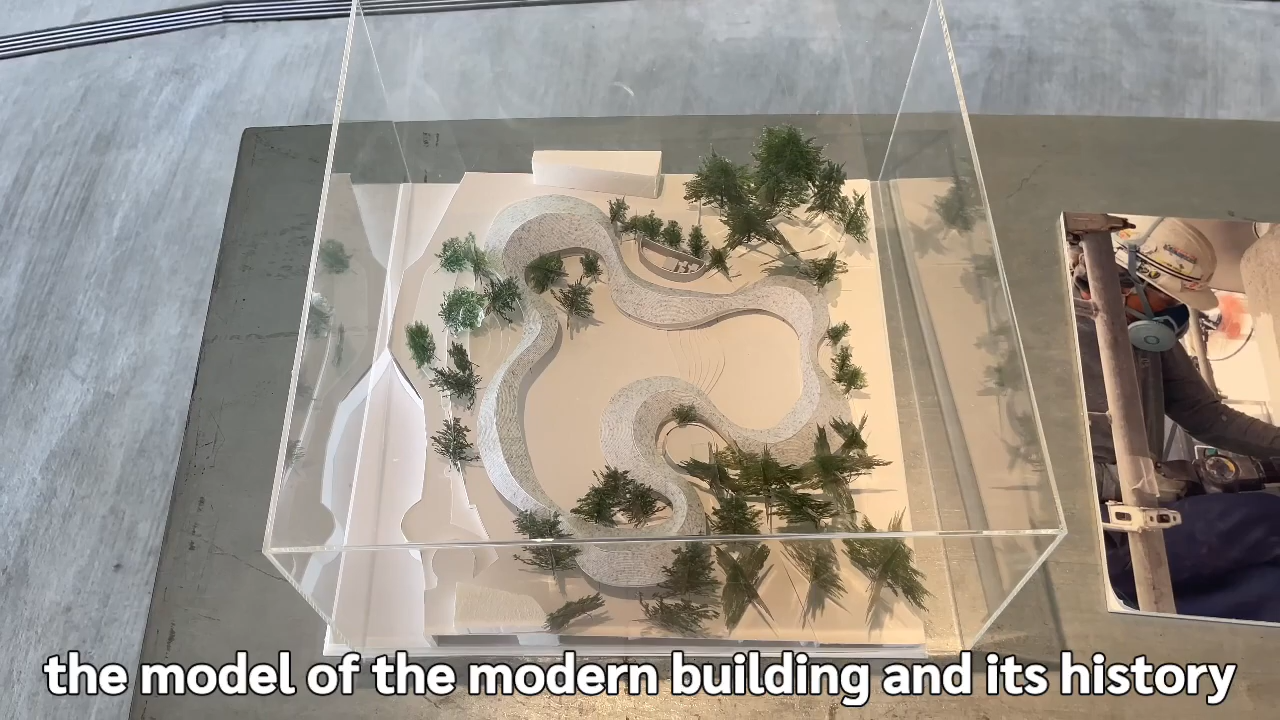 the model of the modern building and its history